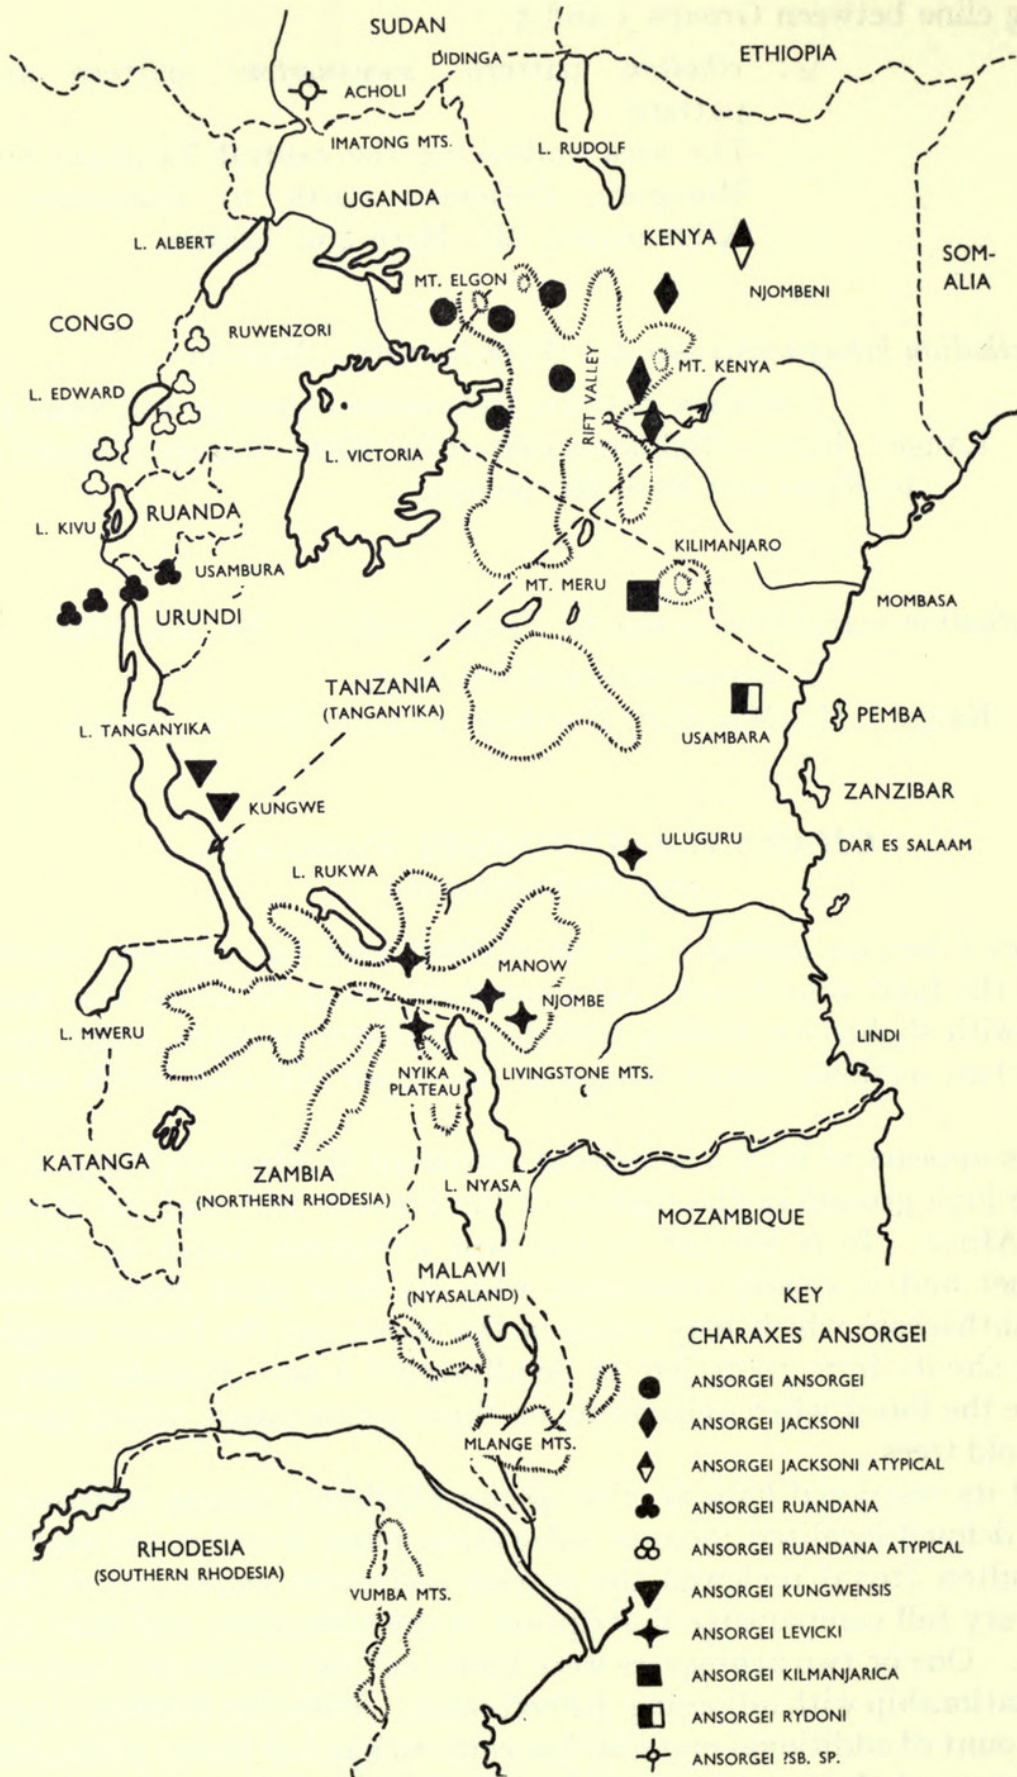 g cline between Groups
SUDAN
DIDINGA
ETHIOPIA
ACHOLI
IMATONG MTS.
L. RUDOLF
UGANDA
L. ALBERT
KENYA
SOM-
ALIA
MT. ELGON
NJOMBENI
CONGO
RUWENZORI
RIFT VALLEY
MT. KENYA
L. EDWARD
L. VICTORIA
RUANDA
L. KIVU
KILIMANJARO
USAMBURA
MT. MERU
MOMBASA
URUNDI
TANZANIA
(TANGANYIKA)
L. TANGANYIKA
USAMBARA
PEMBA
ZANZIBAR
KUNGWE
ULUGURU
DAR ES SALAAM
L. RUKWA
MANOW
NJOMBE
L. MWERU
LINDI
NYIKA
PLATEAU
LIVINGSTONE MTS.
KATANGA
ZAMBIA
(NORTHERN RHODESIA)
L. NYASA
MOZAMBIQUE
MALAWI
(NYASALAND)
MLANGE MTS.
RHODESIA
(SOUTHERN RHODESIA)
VUMBA MTS.
KEY
CHARAXES ANSORGEI
ANSORGEI ANSORGEI
ANSORGEI JACKSONI
ANSORGEI JACKSONI ATYPICAL
ANSORGEI RUANDANA
ANSORGEI RUANDANA ATYPICAL
ANSORGEI KUNGWENSIS
ANSORGEI LEVICKI
ANSORGEI KILMANJARICA
ANSORGEI RYDONI
ANSORGEI ?SB. SP.